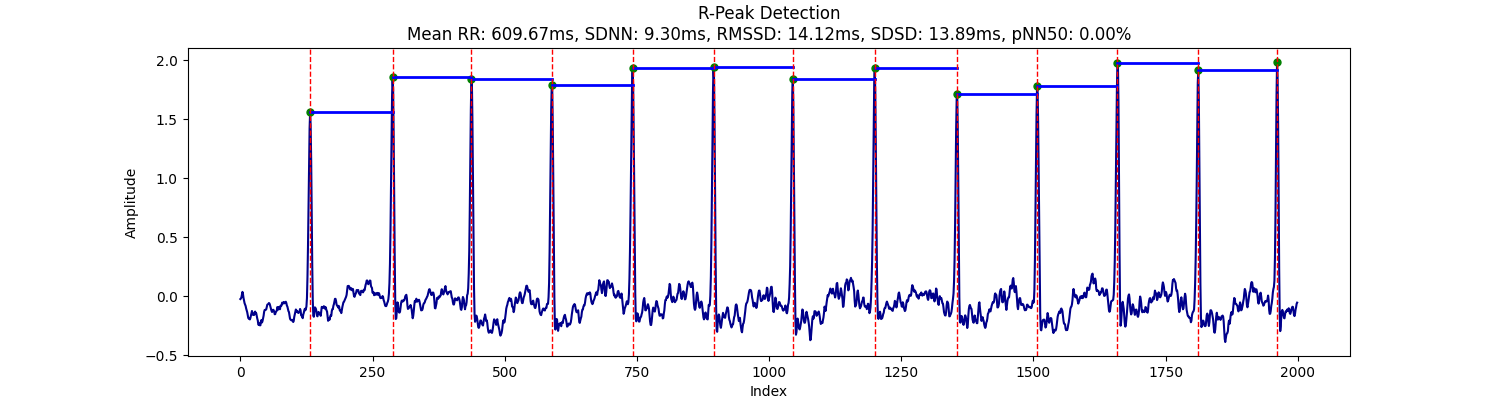 R-Peak Detection
Mean RR: 609.67ms, SDNN: 9.30ms, RMSSD: 14.12ms, SDSD: 13.89ms, pNN50: 0.00%
2.0
1.5
1.0
0.5
0.0
−0.5
Amplitude
0 250 500 750 1000 1250 1500 1750 2000
Index